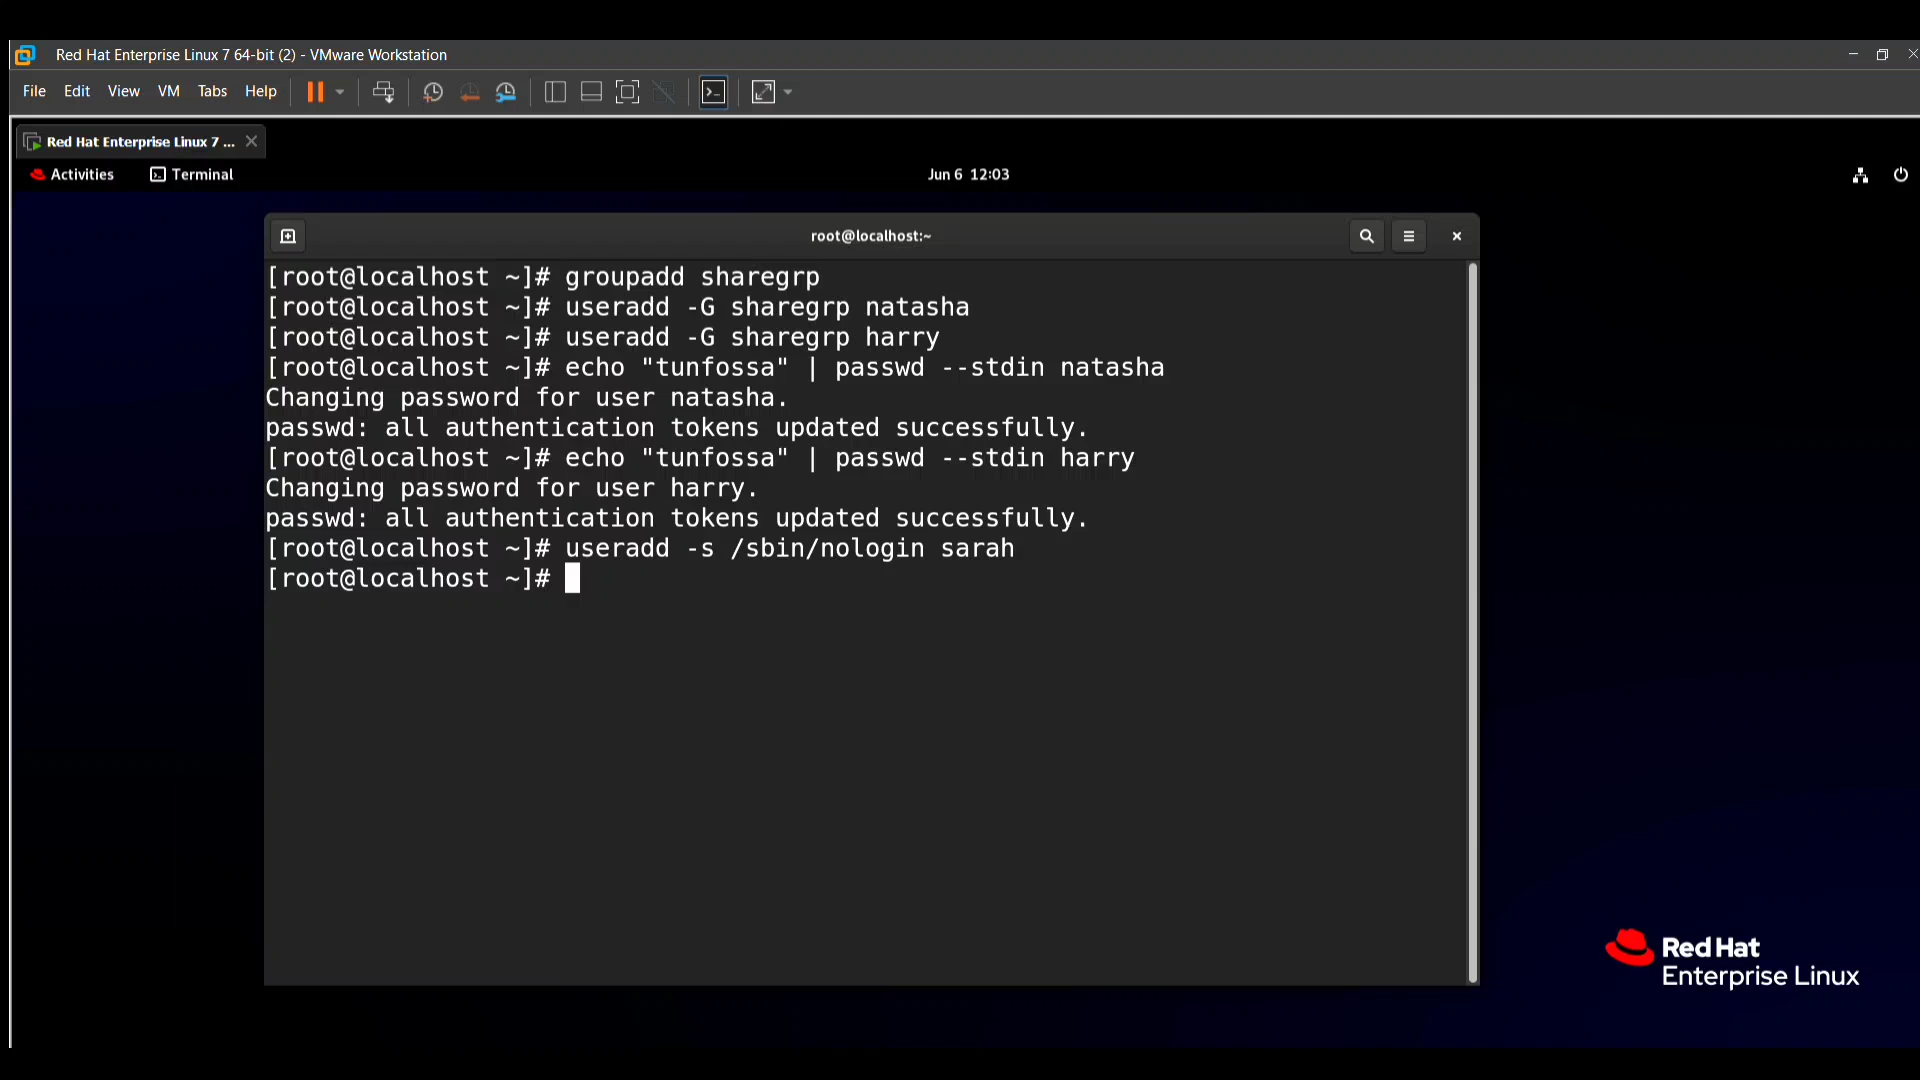 Red Hat Enterprise Linux 7 64-bit (2) - VMware Workstation
File Edit View VM Tabs Help
Red Hat Enterprise Linux 7 ...
Activities Terminal Jun 6 12:03
root@localhost:~
[root@localhost ~]# groupadd sharegrp
[root@localhost ~]# useradd -G sharegrp natasha
[root@localhost ~]# useradd -G sharegrp harry
[root@localhost ~]# echo "tunfossa" | passwd --stdin natasha
Changing password for user natasha.
passwd: all authentication tokens updated successfully.
[root@localhost ~]# echo "tunfossa" | passwd --stdin harry
Changing password for user harry.
passwd: all authentication tokens updated successfully.
[root@localhost ~]# useradd -s /sbin/nologin sarah
[root@localhost ~]#
Red Hat
Enterprise Linux